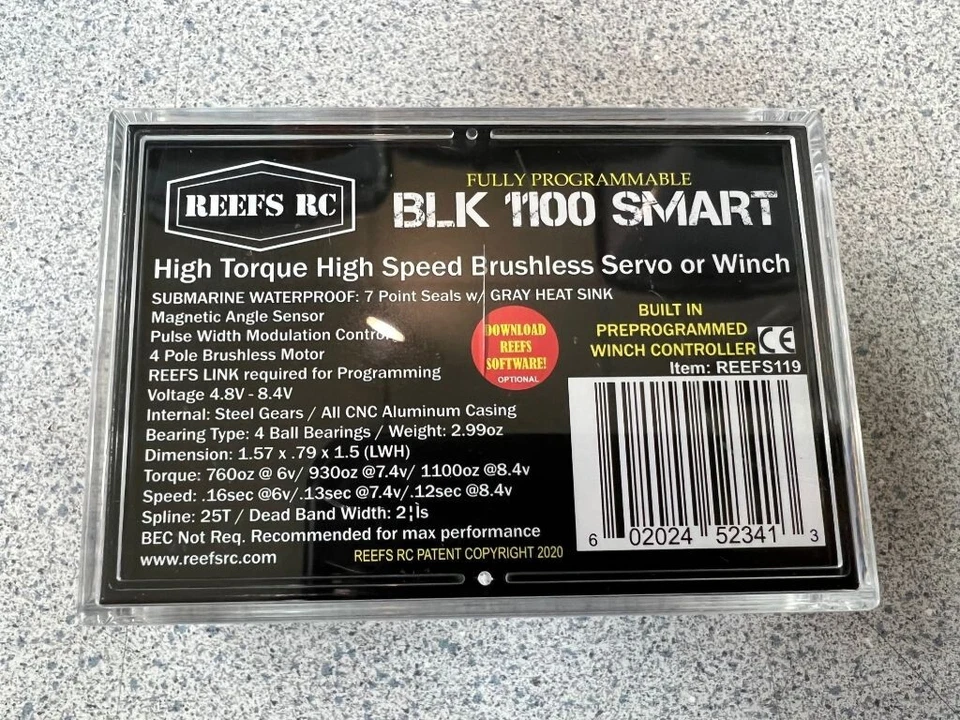 REEFS RC
FULLY PROGRAMMABLE
BLK 1100 SMART
High Torque High Speed Brushless Servo or Winch
SUBMARINE WATERPROOF: 7 Point Seals w/ GRAY HEAT SINK
Magnetic Angle Sensor
Pulse Width Modulation Control
4 Pole Brushless Motor
REEFS LINK required for Programming
Voltage 4.8V - 8.4V
Internal: Steel Gears / All CNC Aluminum Casing
Bearing Type: 4 Ball Bearings / Weight: 2.99oz
Dimension: 1.57 x .79 x 1.5 (LWH)
Torque: 760oz @ 6v/ 930oz @7.4v/ 1100oz @8.4v
Speed: .16sec @6v/.13sec @7.4v/.12sec @8.4v
Spline: 25T / Dead Band Width: 2¦Ìs
BEC Not Req. Recommended for max performance
www.reefsrc.com
REEFS RC PATENT COPYRIGHT 2020
DOWNLOAD
REEFS
SOFTWARE!
OPTIONAL
BUILT IN
PREPROGRAMMED
WINCH CONTROLLER
CE
Item: REEFS119
6 02024 52341 3